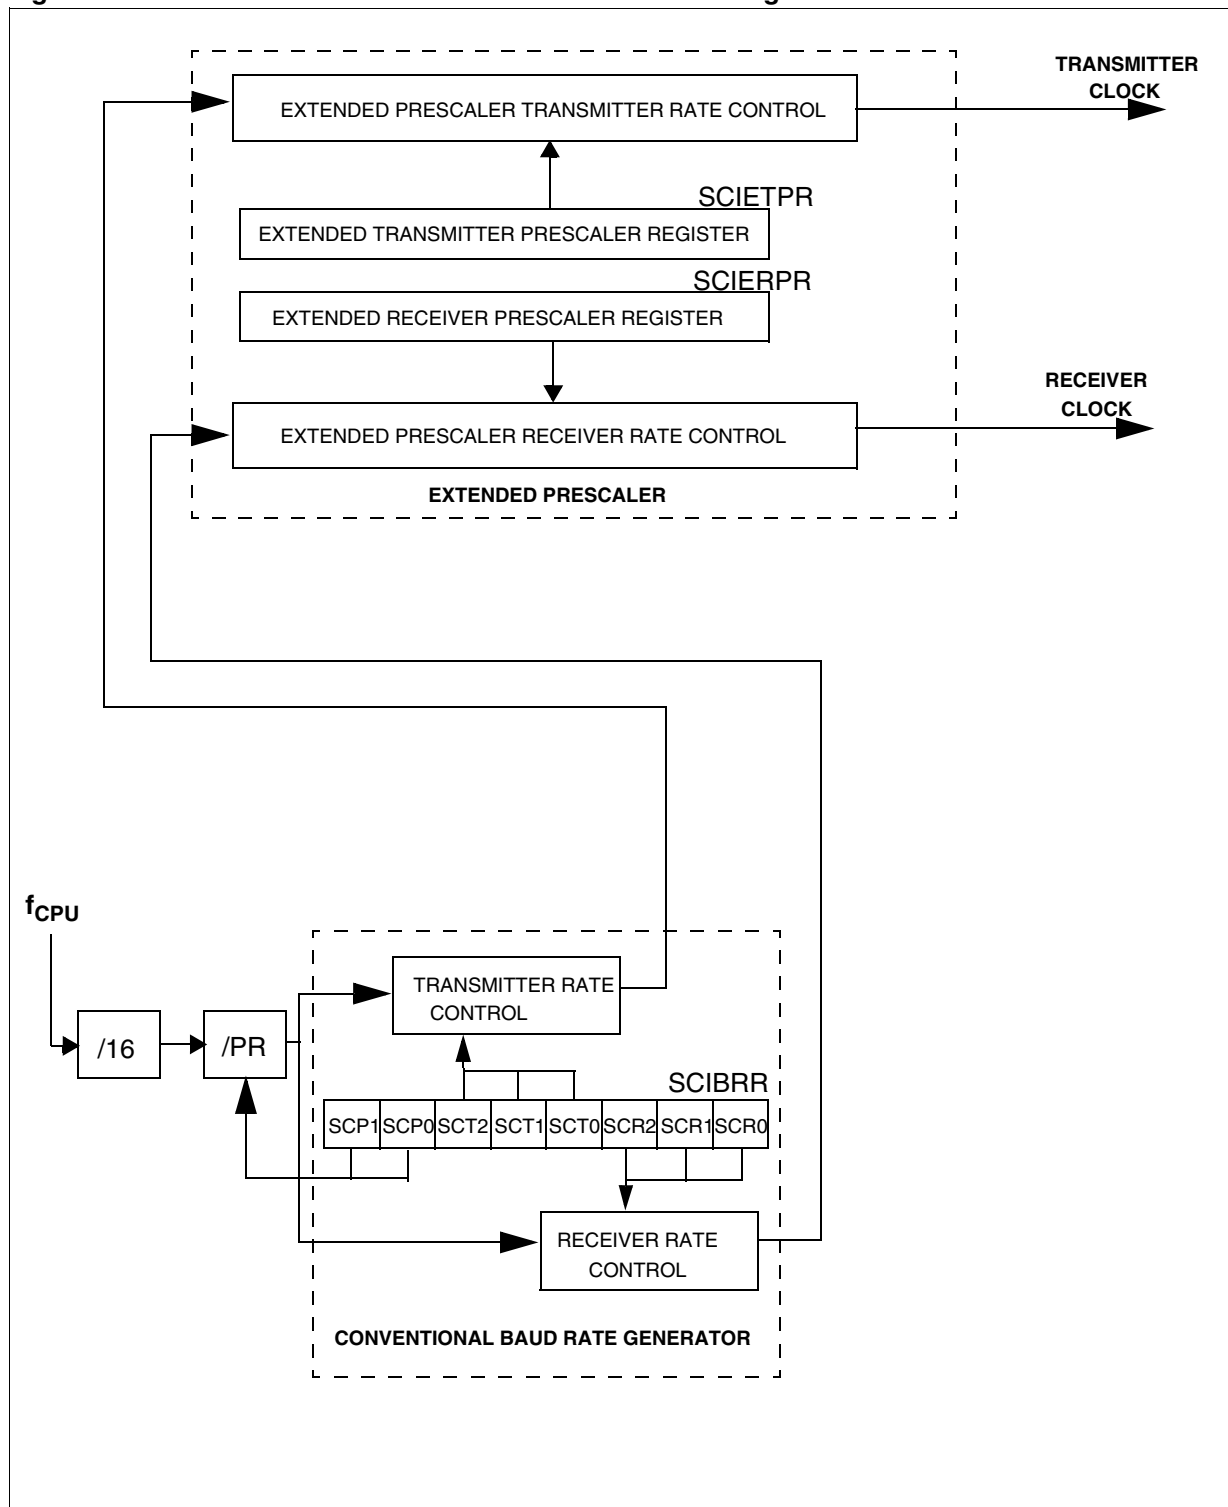 TRANSMITTER
CLOCK
EXTENDED PRESCALER TRANSMITTER RATE CONTROL
SCIETPR
EXTENDED TRANSMITTER PRESCALER REGISTER
SCIERPR
EXTENDED RECEIVER PRESCALER REGISTER
RECEIVER
CLOCK
EXTENDED PRESCALER RECEIVER RATE CONTROL
EXTENDED PRESCALER
fCPU
TRANSMITTER RATE
CONTROL
/16
/PR
SCIBRR
SCP1 SCP0 SCT2 SCT1 SCT0 SCR2 SCR1 SCR0
RECEIVER RATE
CONTROL
CONVENTIONAL BAUD RATE GENERATOR